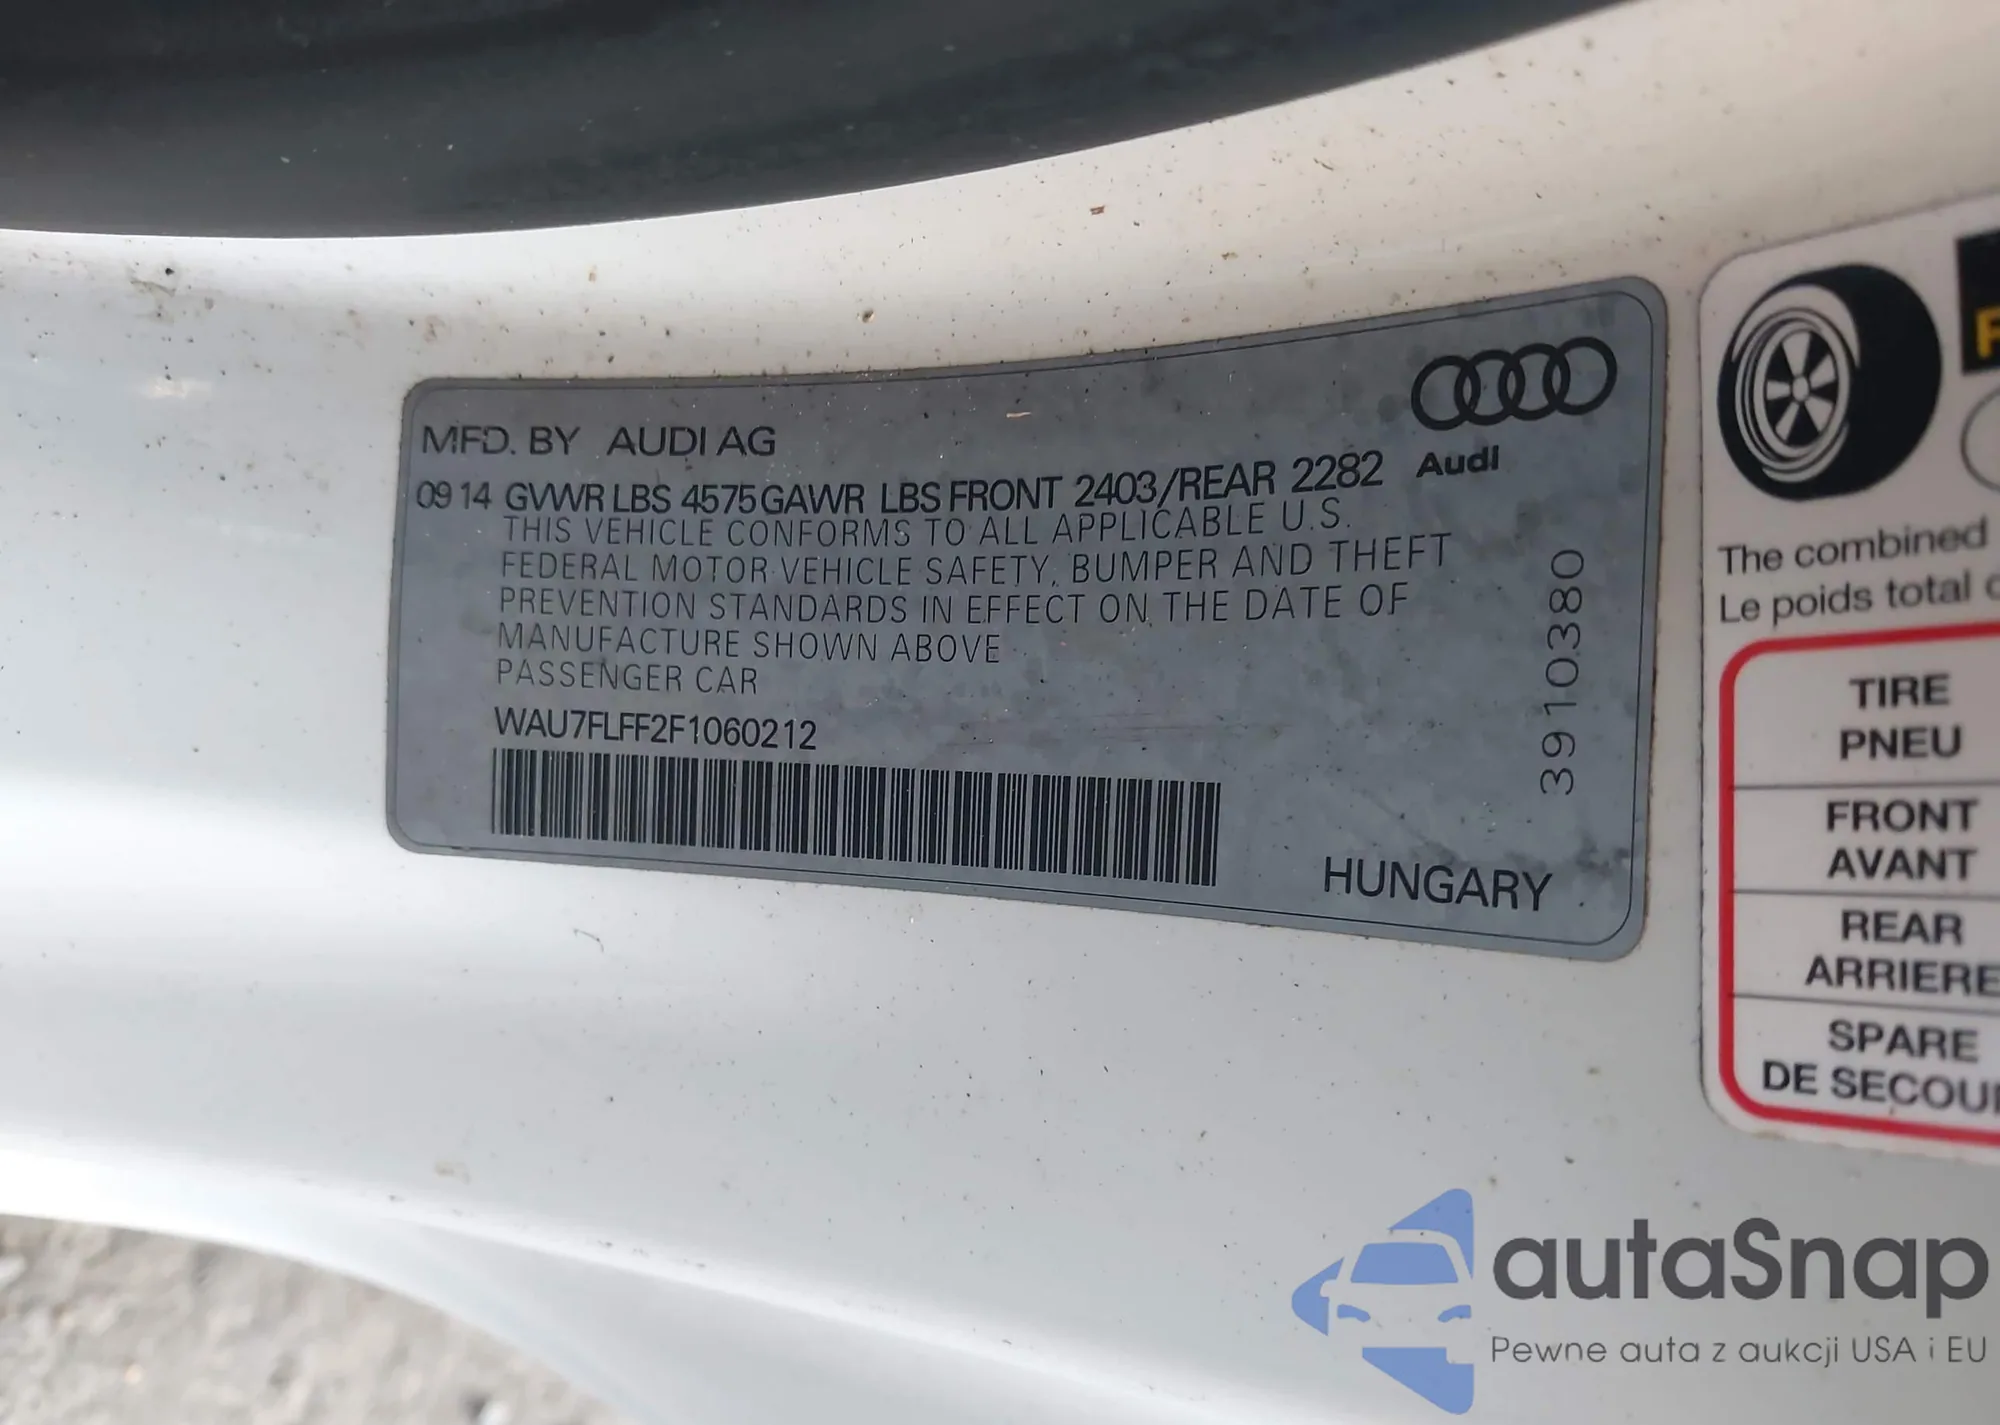 MFD. BY AUDI AG
09 14 GVWR LBS 4575 GAWR LBS FRONT 2403/REAR 2282
Audi
THIS VEHICLE CONFORMS TO ALL APPLICABLE U.S.
FEDERAL MOTOR VEHICLE SAFETY, BUMPER AND THEFT
PREVENTION STANDARDS IN EFFECT ON THE DATE OF
MANUFACTURE SHOWN ABOVE
PASSENGER CAR
WAU7FLFF2F1060212
3910380
HUNGARY
The combined
Le poids total
TIRE
PNEU
FRONT
AVANT
REAR
ARRIERE
SPARE
DE SECOU
autaSnap
Pewne auta z aukcji USA i EU